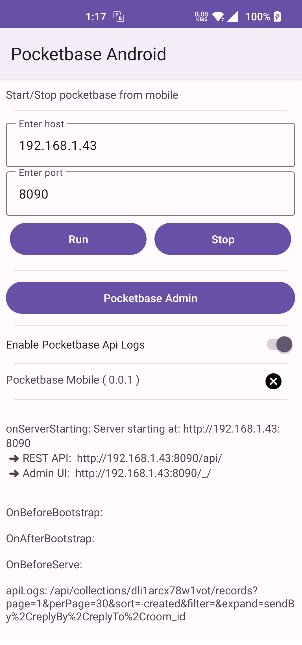 1:17
0.05 KB/s
100%
Pocketbase Android
Start/Stop pocketbase from mobile
Enter host
192.168.1.43
Enter port
8090
Run Stop
Pocketbase Admin
Enable Pocketbase Api Logs
Pocketbase Mobile ( 0.0.1 )
onServerStarting: Server starting at: http://192.168.1.43:
8090
➜ REST API: http://192.168.1.43:8090/api/
➜ Admin UI: http://192.168.1.43:8090/_/
OnBeforeBootstrap:
OnAfterBootstrap:
OnBeforeServe:
apiLogs: /api/collections/dli1arcx78w1vot/records?
page=1&perPage=30&sort=-created&filter=&expand=sendB
y%2CreplyBy%2CreplyTo%2Croom_id